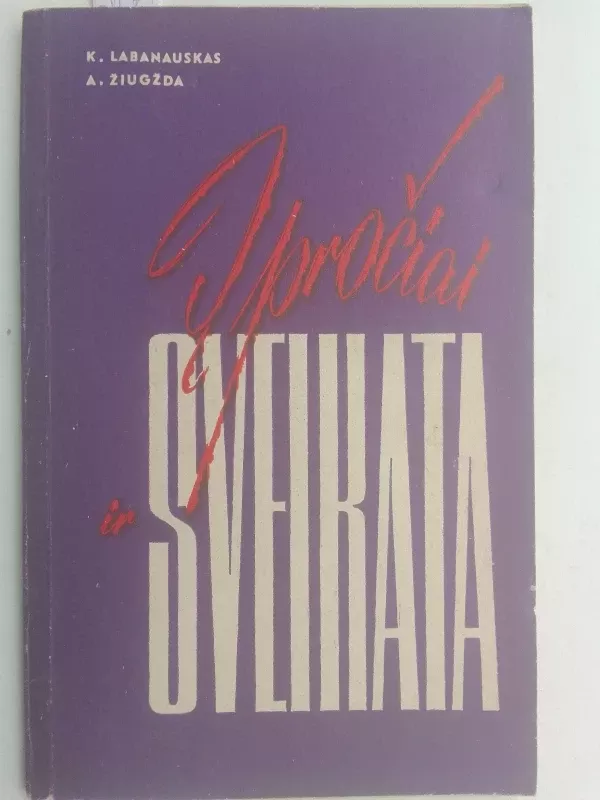 K. LABANAUSKAS
A. ŽIUGŽDA
Įpročiai
ir
SVEIKATA